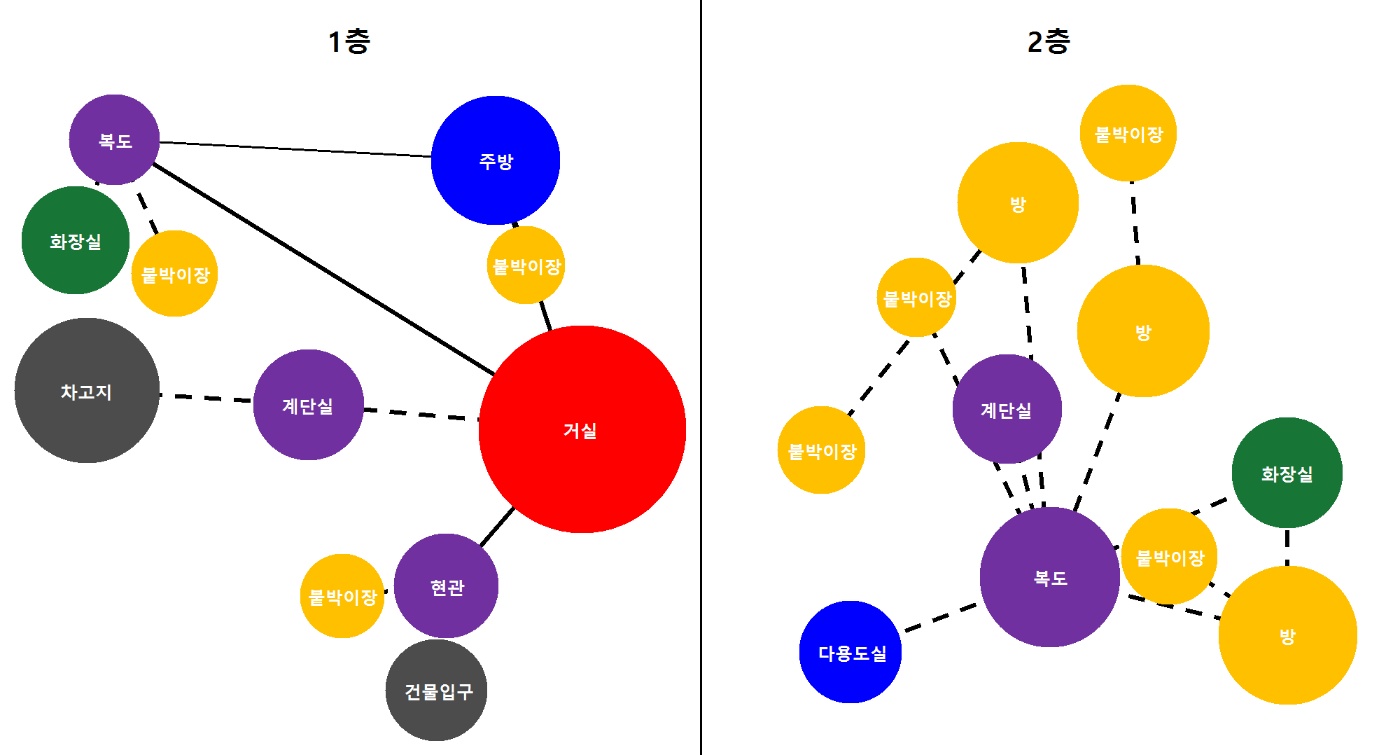 1층
복도
주방
화장실
붙박이장
붙박이장
차고지
계단실
거실
붙박이장
현관
건물입구
2층
붙박이장
방
붙박이장
방
계단실
붙박이장
화장실
복도
붙박이장
다용도실
방